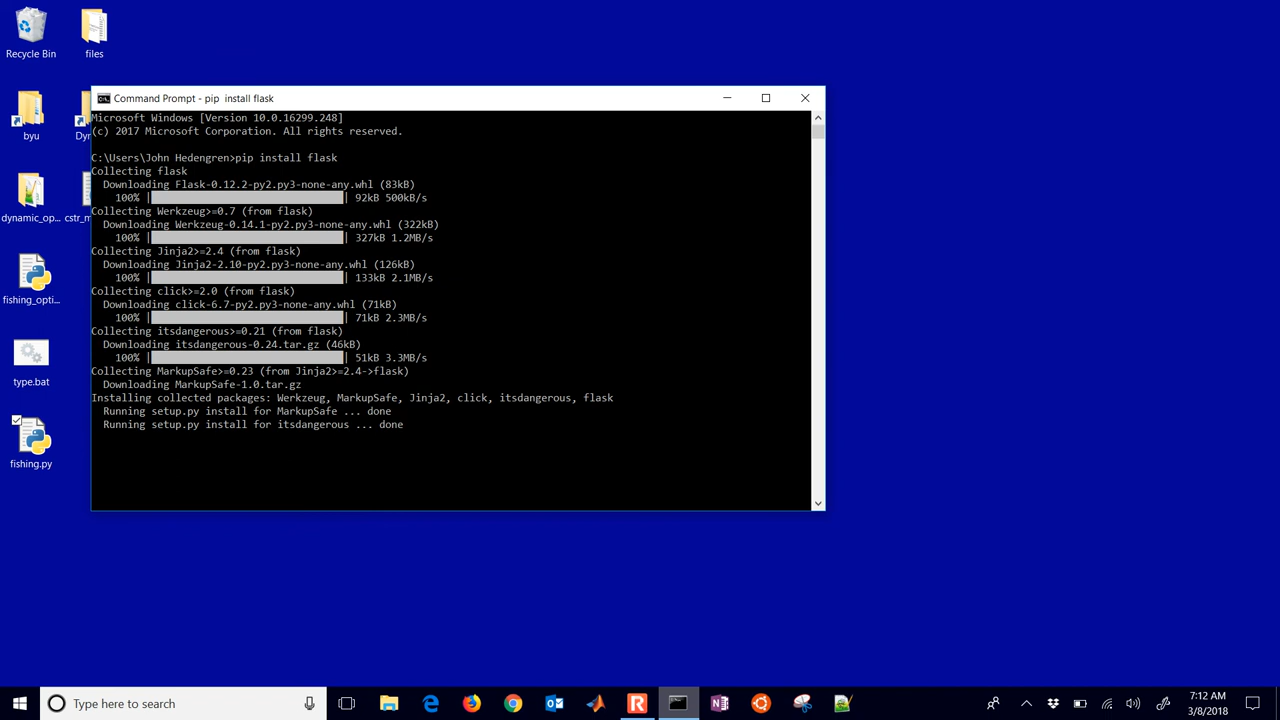 Recycle Bin
files
byu
Dyr
dynamic_op...
cstr_m
fishing_opti...
type.bat
fishing.py
Command Prompt - pip  install flask
Microsoft Windows [Version 10.0.16299.248]
(c) 2017 Microsoft Corporation. All rights reserved.
C:\Users\John Hedengren>pip install flask
Collecting flask
Downloading Flask-0.12.2-py2.py3-none-any.whl (83kB)
100% | | 92kB 500kB/s
Collecting Werkzeug>=0.7 (from flask)
Downloading Werkzeug-0.14.1-py2.py3-none-any.whl (322kB)
100% | | 327kB 1.2MB/s
Collecting Jinja2>=2.4 (from flask)
Downloading Jinja2-2.10-py2.py3-none-any.whl (126kB)
100% | | 133kB 2.1MB/s
Collecting click>=2.0 (from flask)
Downloading click-6.7-py2.py3-none-any.whl (71kB)
100% | | 71kB 2.3MB/s
Collecting itsdangerous>=0.21 (from flask)
Downloading itsdangerous-0.24.tar.gz (46kB)
100% | | 51kB 3.3MB/s
Collecting MarkupSafe>=0.23 (from Jinja2>=2.4->flask)
Downloading MarkupSafe-1.0.tar.gz
Installing collected packages: Werkzeug, MarkupSafe, Jinja2, click, itsdangerous, flask
Running setup.py install for MarkupSafe ... done
Running setup.py install for itsdangerous ... done
Type here to search
7:12 AM
3/8/2018